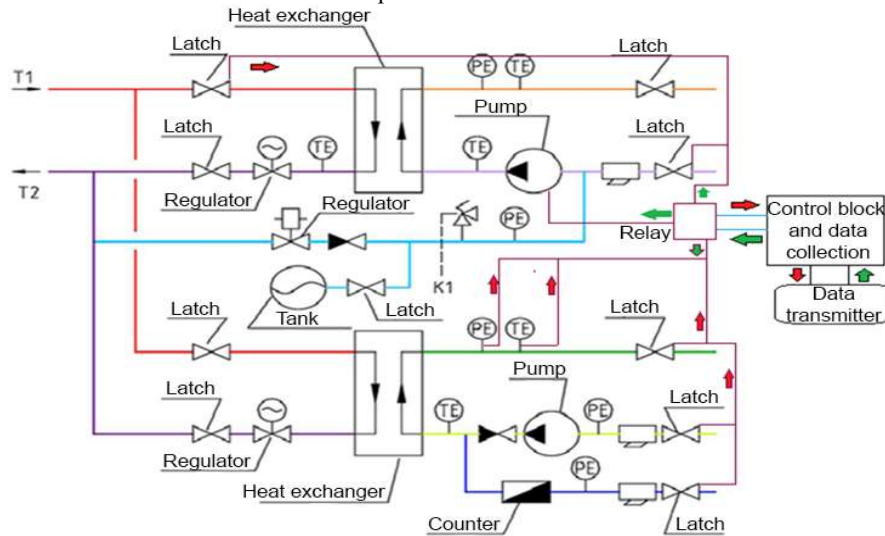 Heat exchanger
Latch
Latch
T1
PE
TE
Pump
Latch
Latch
TE
TE
T2
Regulator
Regulator
PE
Relay
Control block
and data
collection
K1
Tank
Latch
Data
transmitter
Latch
PE
TE
Pump
Latch
Latch
Latch
TE
PE
Regulator
PE
Heat exchanger
Counter
Latch